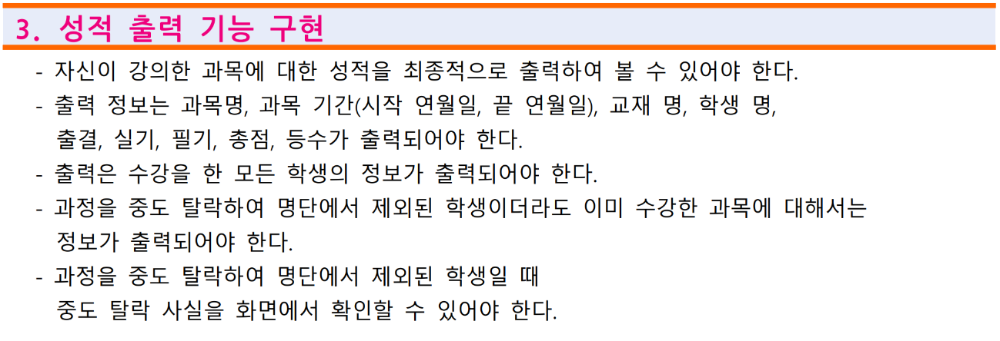 3. 성적 출력 기능 구현
- 자신이 강의한 과목에 대한 성적을 최종적으로 출력하여 볼 수 있어야 한다.
- 출력 정보는 과목명, 과목 기간(시작 연월일, 끝 연월일), 교재 명, 학생 명,
출결, 실기, 필기, 총점, 등수가 출력되어야 한다.
- 출력은 수강을 한 모든 학생의 정보가 출력되어야 한다.
- 과정을 중도 탈락하여 명단에서 제외된 학생이더라도 이미 수강한 과목에 대해서는
정보가 출력되어야 한다.
- 과정을 중도 탈락하여 명단에서 제외된 학생일 때
중도 탈락 사실을 화면에서 확인할 수 있어야 한다.